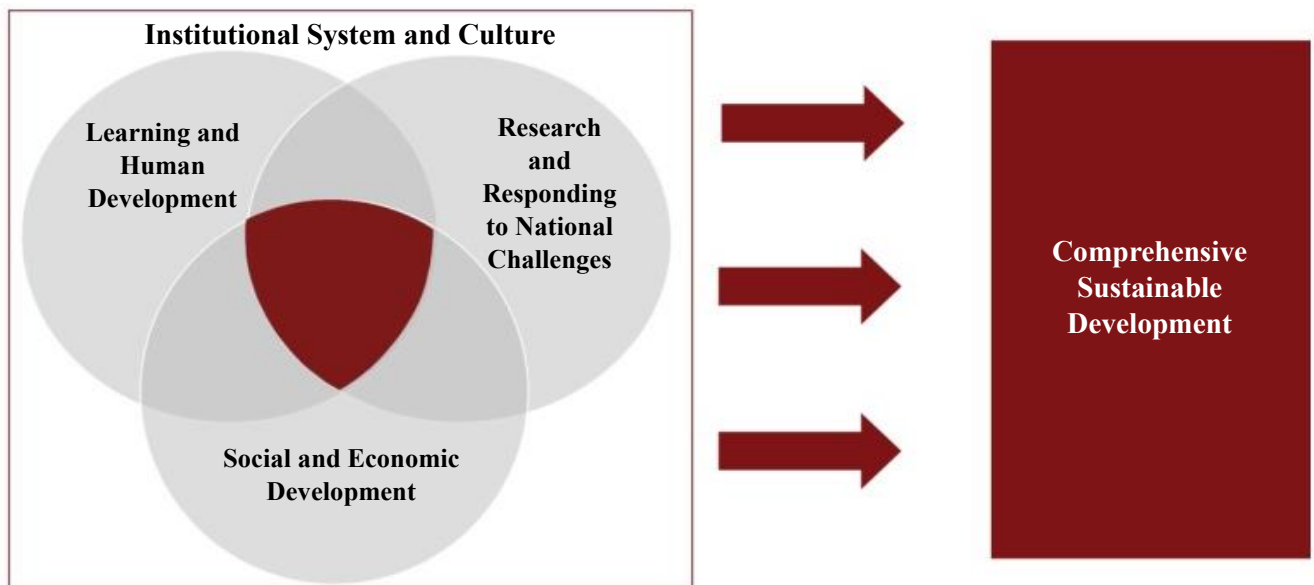 Institutional System and Culture
Learning and
Human
Development
Research
and
Responding
to National
Challenges
Social and Economic
Development
Comprehensive
Sustainable
Development